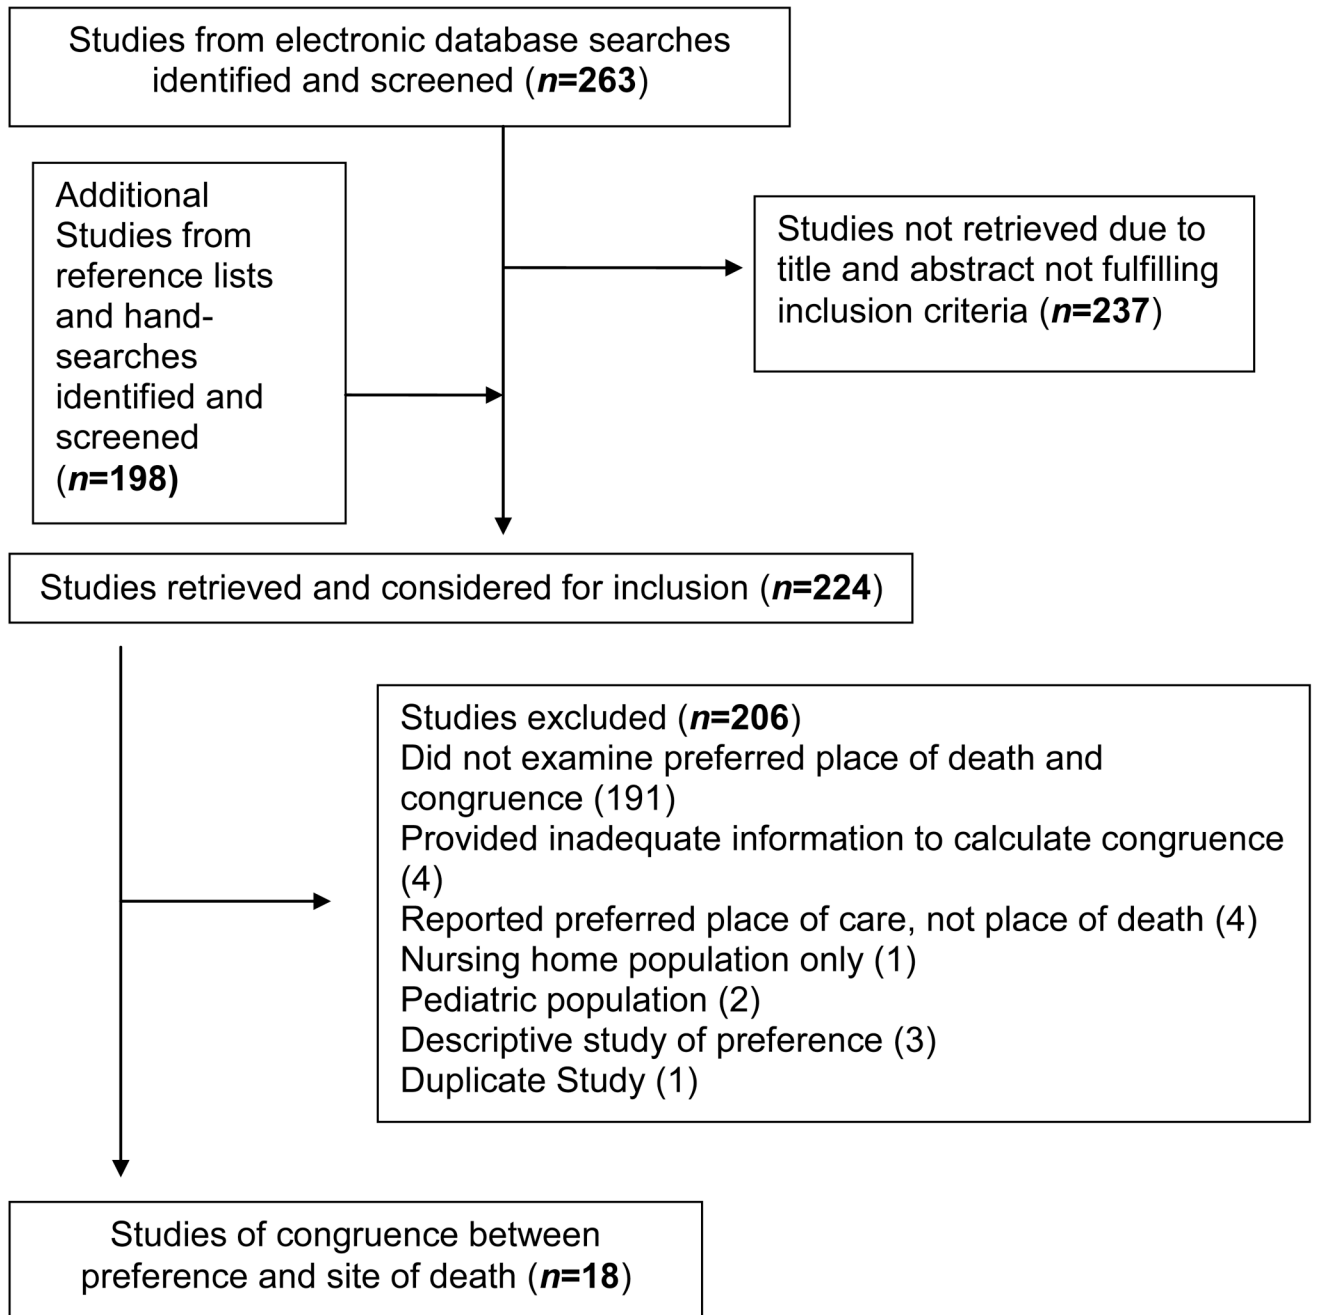 Studies from electronic database searches
identified and screened (n=263)
Additional
Studies from
reference lists
and hand-
searches
identified and
screened
(n=198)
Studies not retrieved due to
title and abstract not fulfilling
inclusion criteria (n=237)
Studies retrieved and considered for inclusion (n=224)
Studies excluded (n=206)
Did not examine preferred place of death and
congruence (191)
Provided inadequate information to calculate congruence
(4)
Reported preferred place of care, not place of death (4)
Nursing home population only (1)
Pediatric population (2)
Descriptive study of preference (3)
Duplicate Study (1)
Studies of congruence between
preference and site of death (n=18)